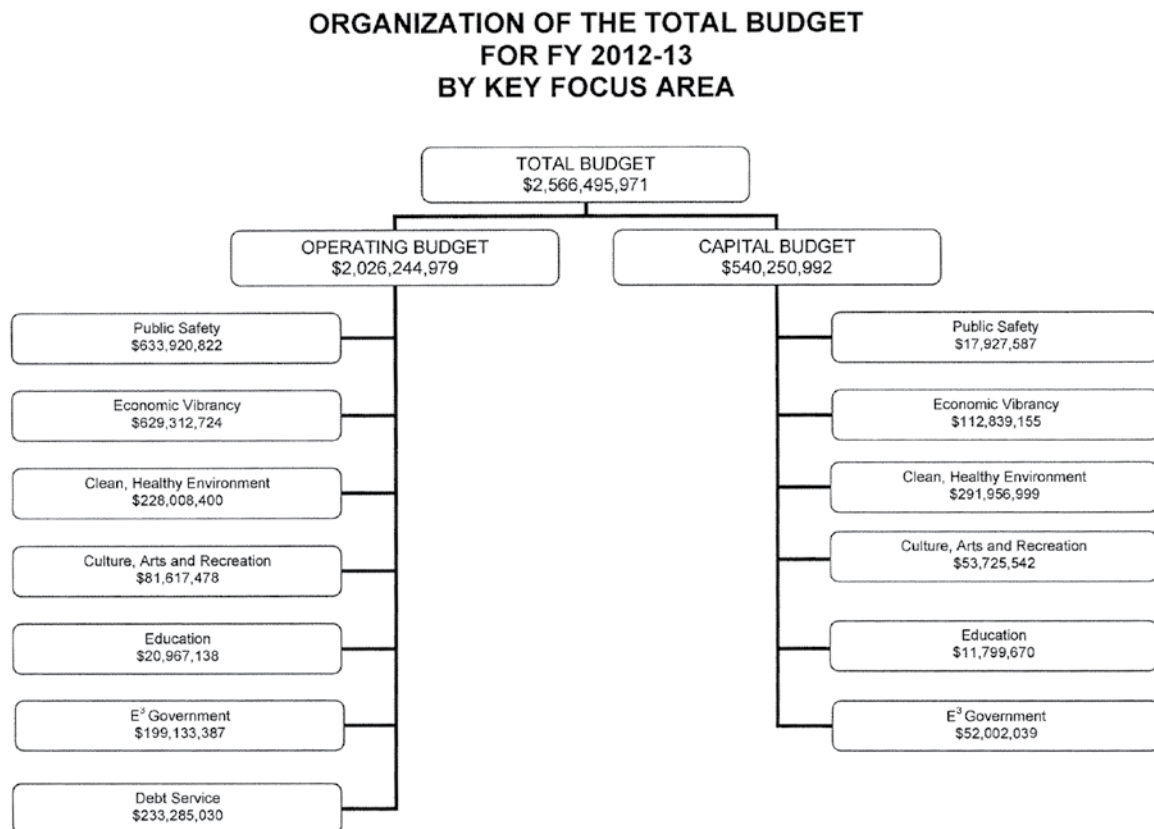 ORGANIZATION OF THE TOTAL BUDGET
FOR FY 2012-13
BY KEY FOCUS AREA
TOTAL BUDGET
$2,566,495,971
OPERATING BUDGET
$2,026,244,979
CAPITAL BUDGET
$540,250,992
Public Safety
$633,920,822
Economic Vibrancy
$629,312,724
Clean, Healthy Environment
$228,008,400
Culture, Arts and Recreation
$81,617,478
Education
$20,967,138
E³ Government
$199,133,387
Debt Service
$233,285,030
Public Safety
$17,927,587
Economic Vibrancy
$112,839,155
Clean, Healthy Environment
$291,956,999
Culture, Arts and Recreation
$53,725,542
Education
$11,799,670
E³ Government
$52,002,039